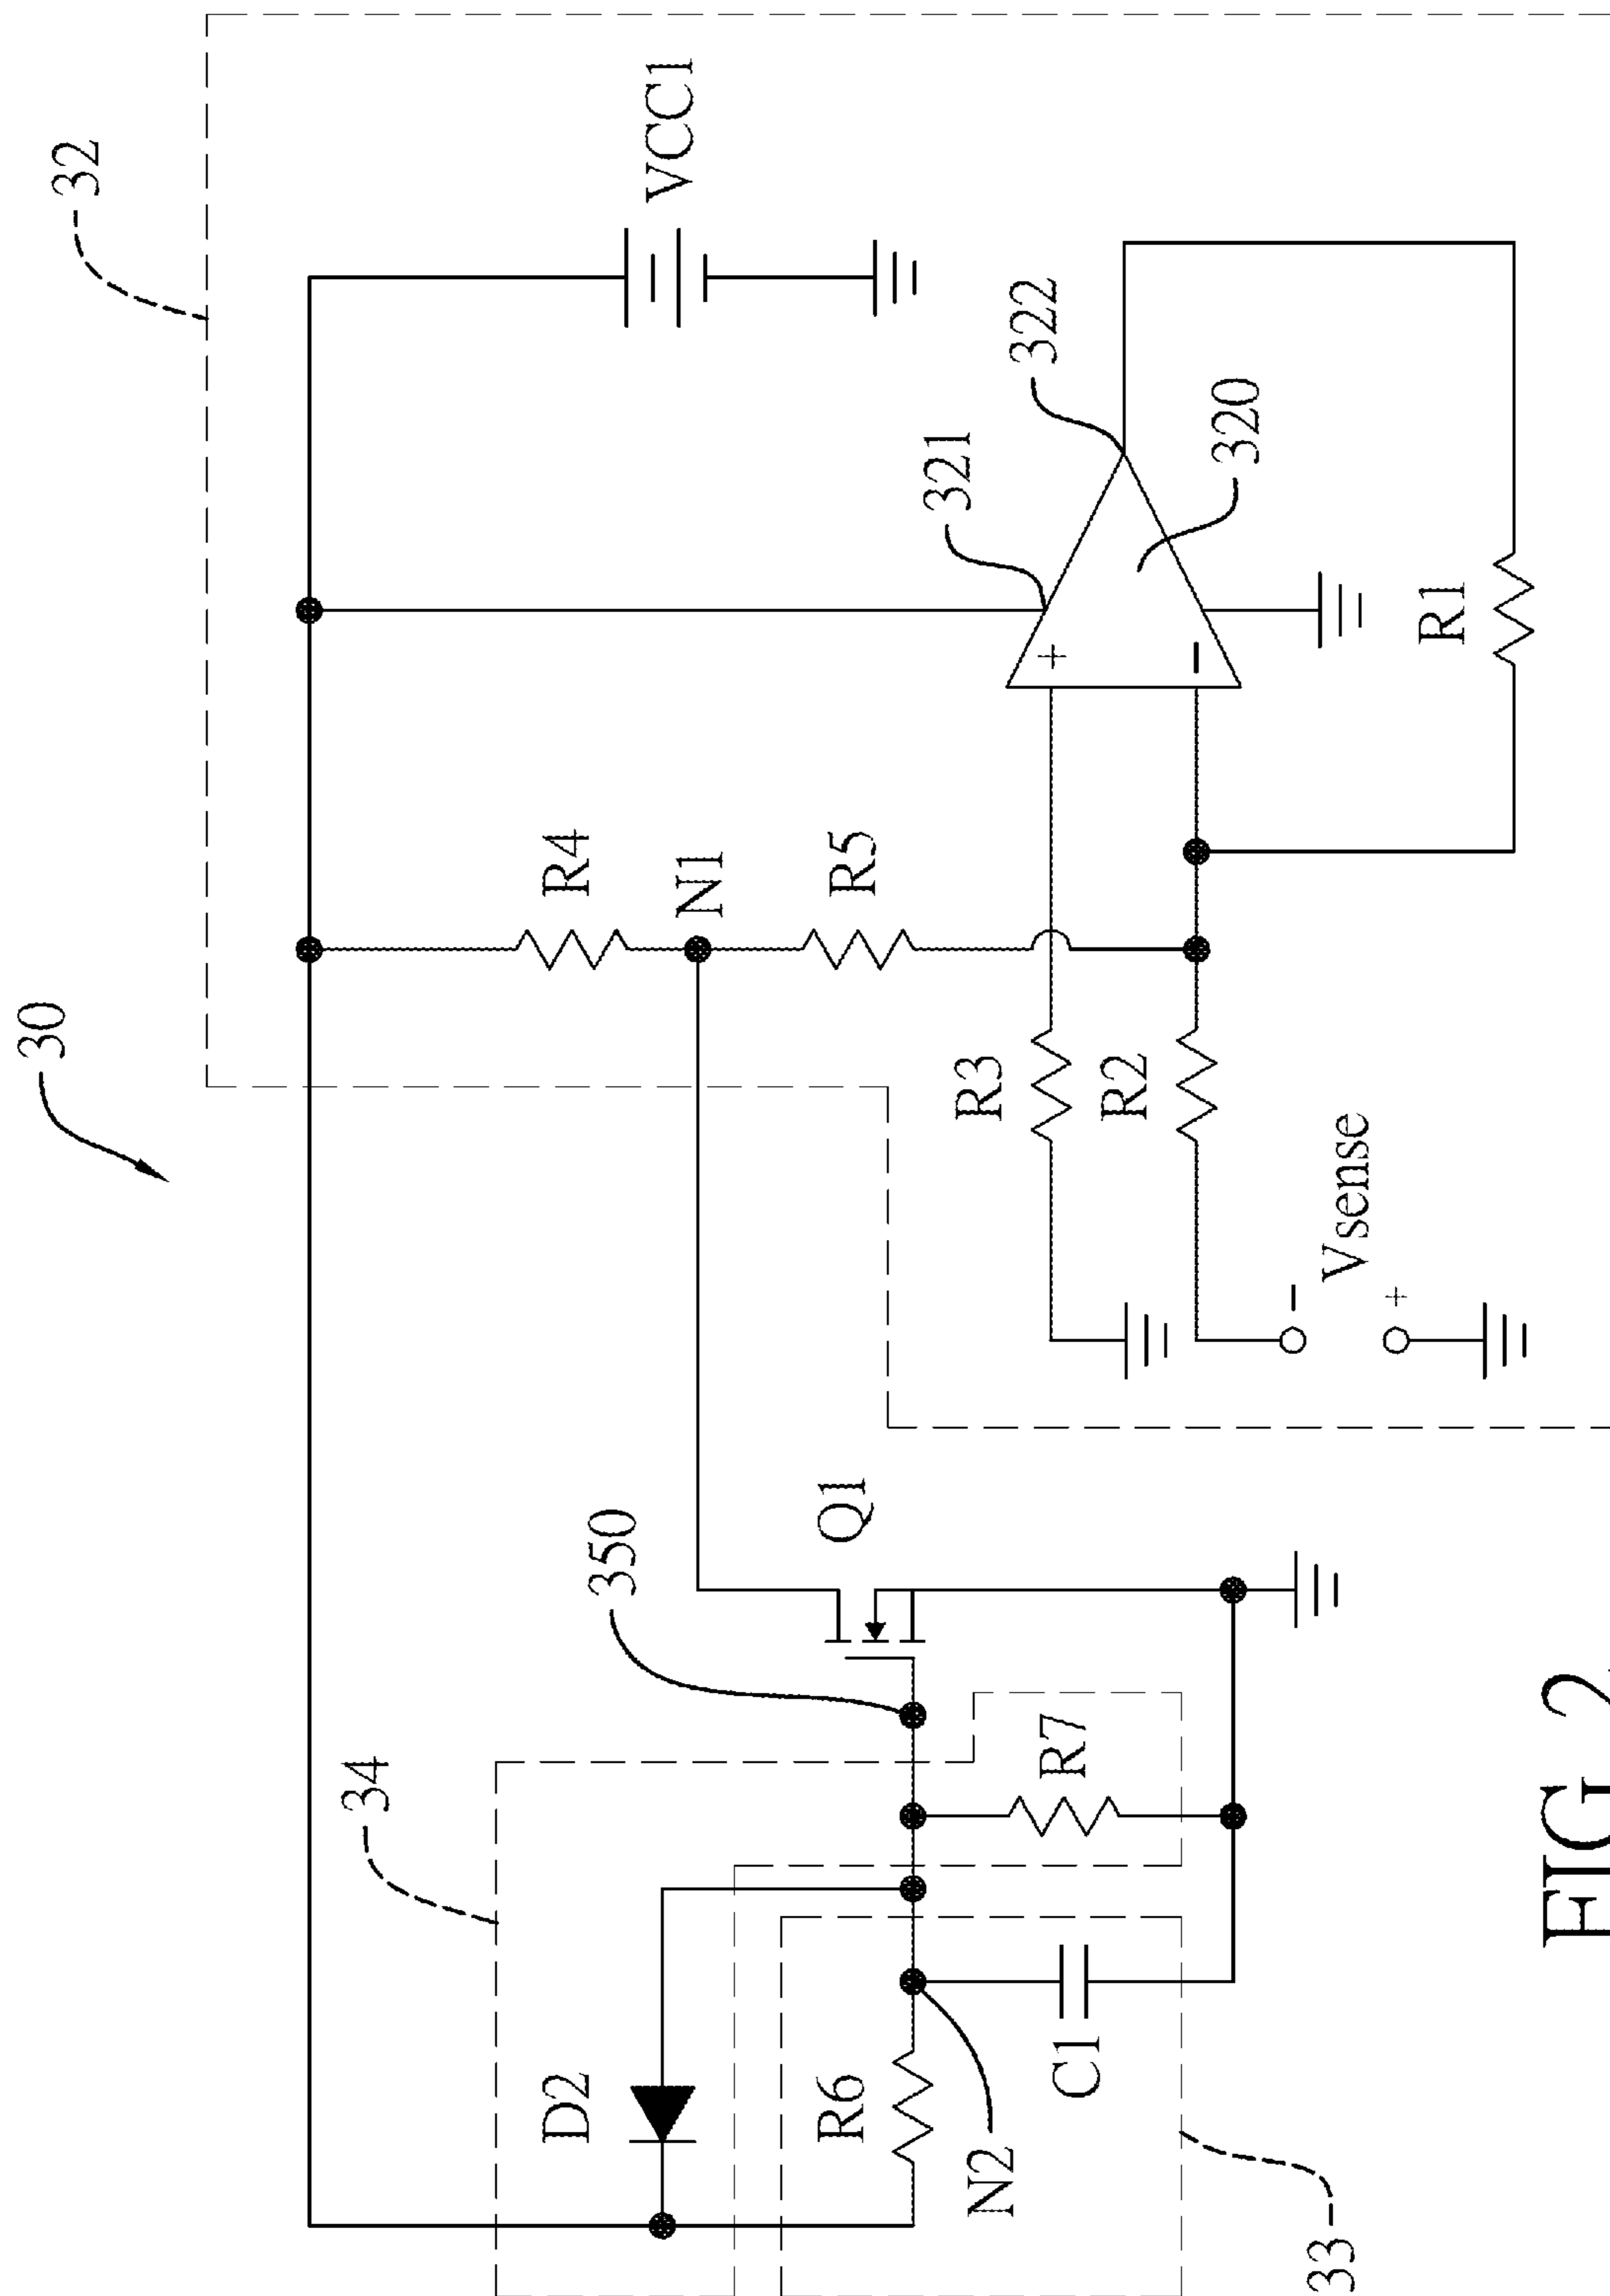 30
32
34
D2
350
R4
N1
VCC1
Q1
R5
321
322
R6
N2
C1
R7
R3
R2
+
−
320
Vsense
−
+
R1
33
FIG 2